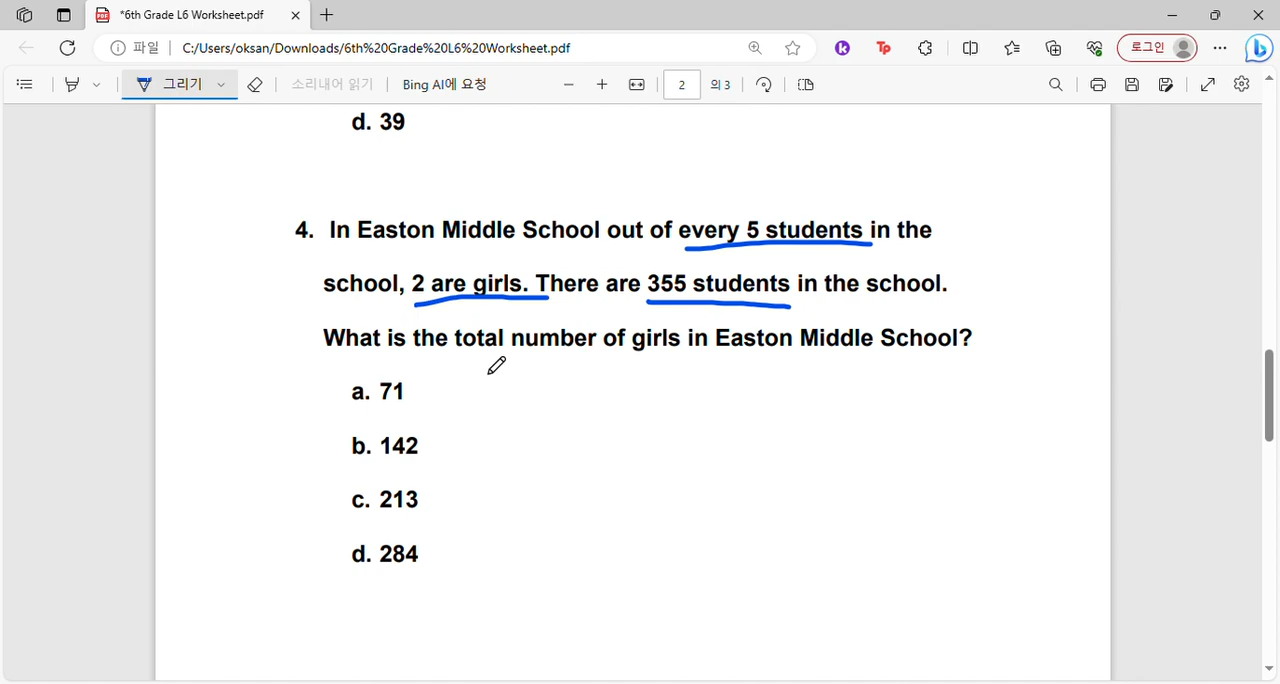 *6th Grade L6 Worksheet.pdf
파일 C:/Users/oksan/Downloads/6th%20Grade%20L6%20Worksheet.pdf
로그인
그리기 소리내어 읽기 Bing AI에 요청 2 의 3
d. 39
4. In Easton Middle School out of every 5 students in the
school, 2 are girls. There are 355 students in the school.
What is the total number of girls in Easton Middle School?
a. 71
b. 142
c. 213
d. 284